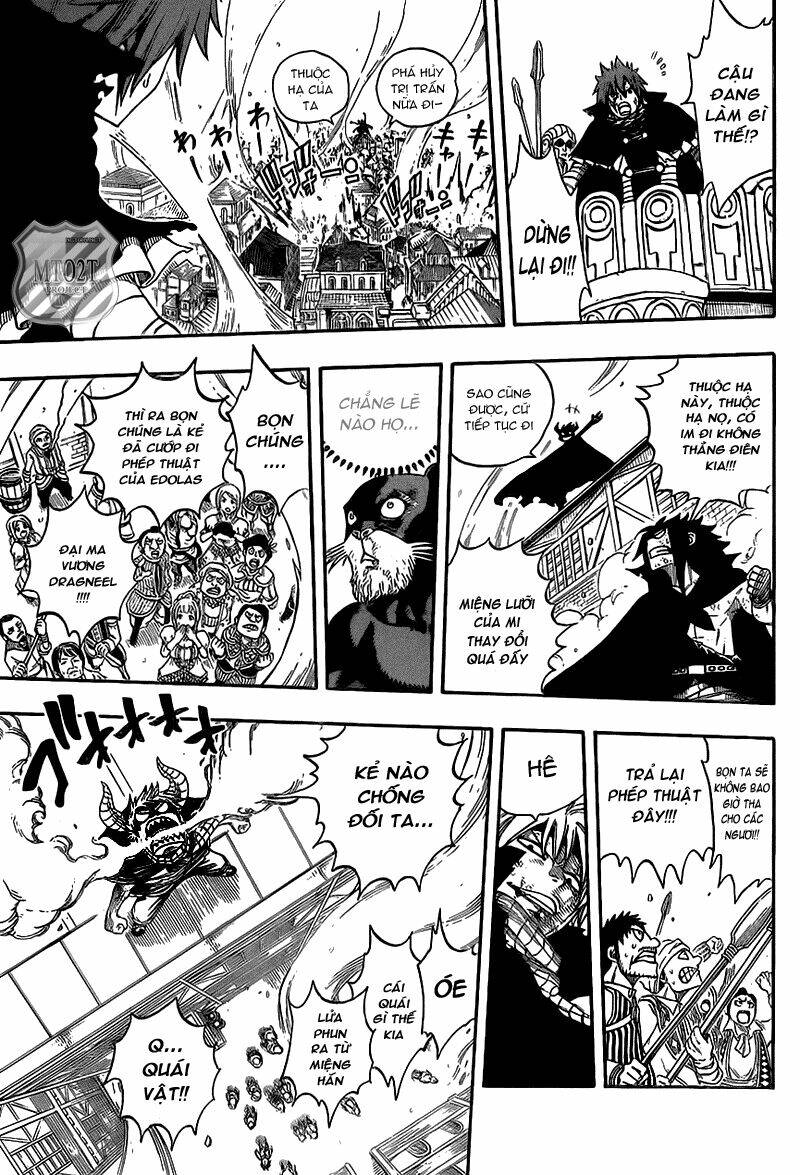 CẬU
ĐANG
LÀM GÌ
THẾ!?
DỪNG
LẠI ĐI!!!
PHÁ HỦY
TRỊ TRẤN
NỮA ĐI~
THUỘC
HẠ CỦA
TA
MT02T
PROJECT
THUỘC HẠ
NÀY, THUỘC
HẠ NỌ, CÓ
IM ĐI KHÔNG
THẲNG ĐIÊN
KIA!!!
SAO CŨNG
ĐƯỢC, CỨ
TIẾP TỤC ĐI
MIỆNG LƯỠI
CỦA MI
THAY ĐỔI
QUÁ ĐẤY
CHẲNG LẼ
NÀO HỌ...
BỌN
CHÚNG
....
THÌ RA BỌN
CHÚNG LÀ KẺ
ĐÃ CƯỚP ĐI
PHÉP THUẬT
CỦA EDOLAS
ĐẠI MA
VƯƠNG
DRAGNEEL
!!!!
BỌN TA SẼ
KHÔNG BAO
GIỜ THA
CHO CÁC
NGƯƠI!!
TRẢ LẠI
PHÉP THUẬT
ĐÂY!!!
HÊ
KẺ NÀO
CHỐNG
ĐỐI TA...
ÓE
CÁI
QUÁI
GÌ THẾ
KIA
LỬA
PHUN
RA TỪ
MIỆNG
HẮN
Q...
QUÁI
VẬT!!